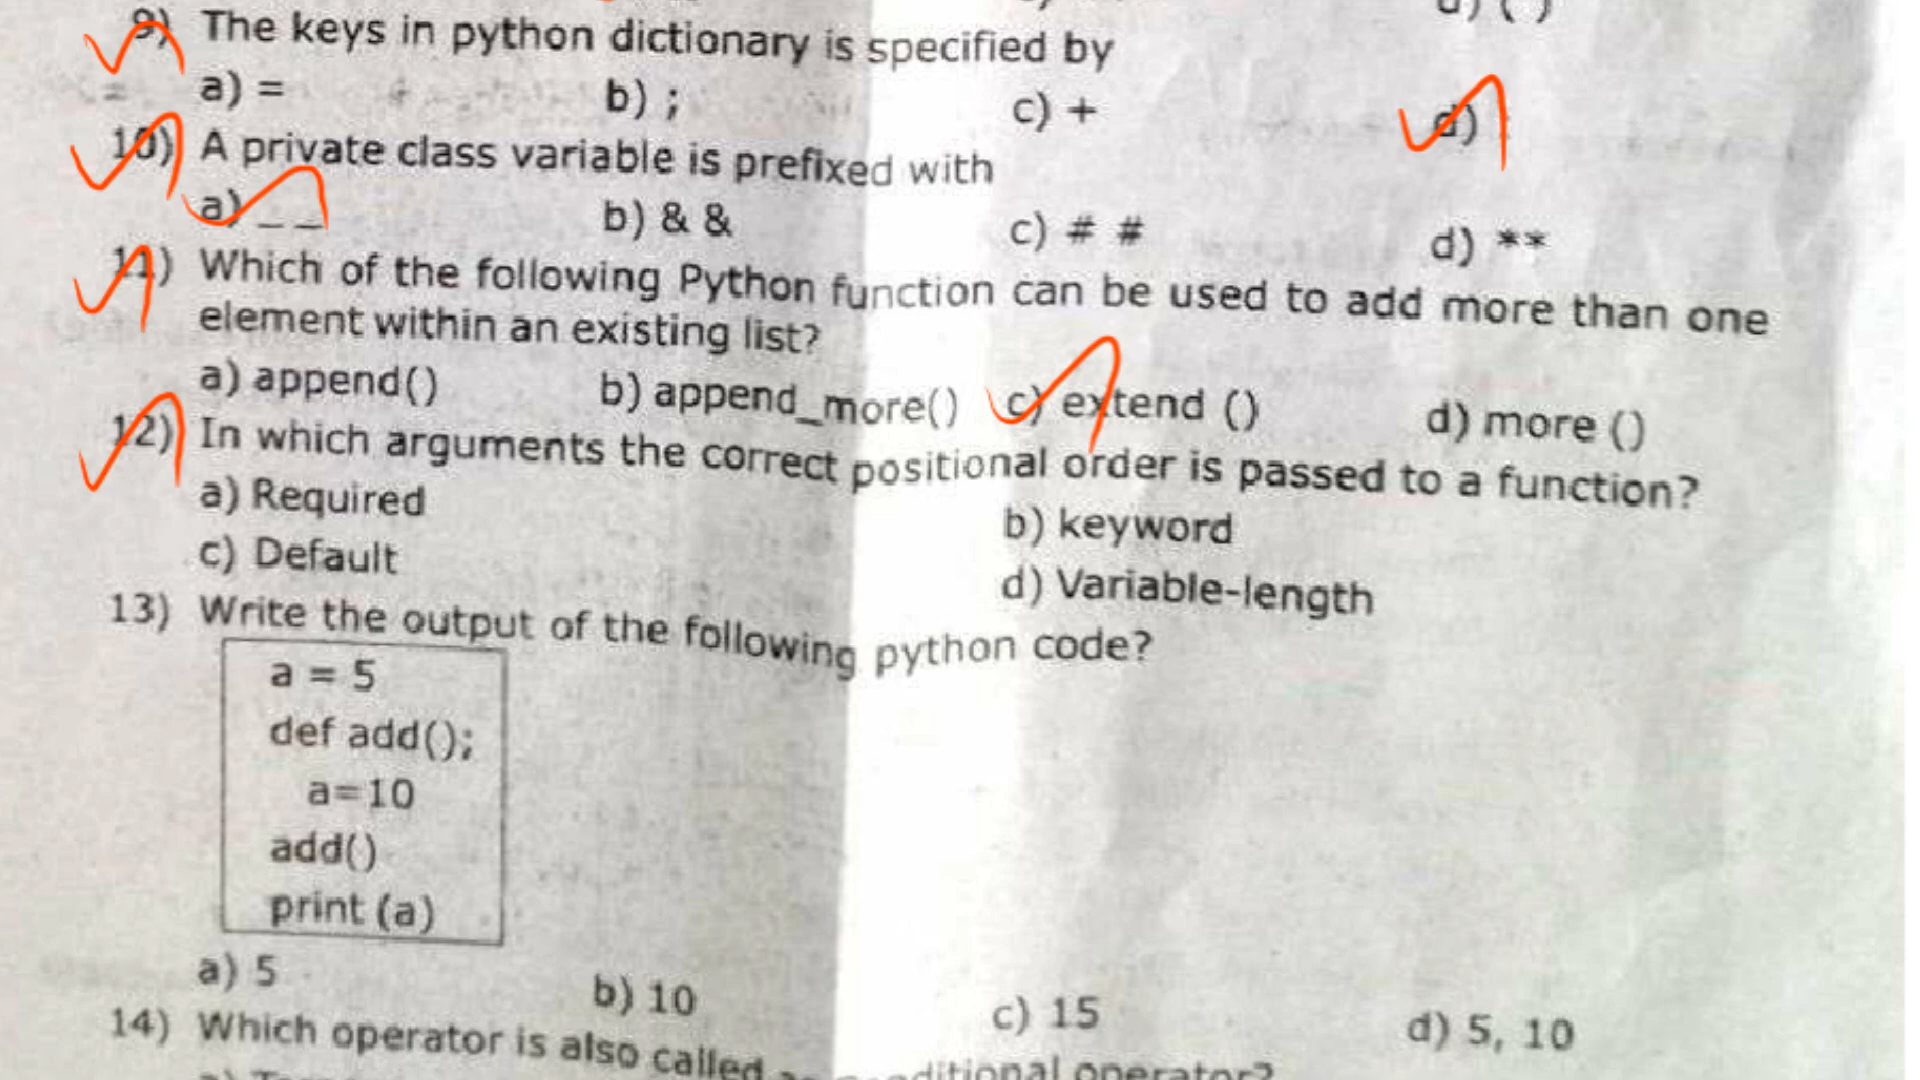 9) The keys in python dictionary is specified by
a) = b) ; c) + d)
10) A private class variable is prefixed with
a) _ _ b) & & c) # # d) **
11) Which of the following Python function can be used to add more than one
element within an existing list?
a) append() b) append_more() c) extend () d) more ()
12) In which arguments the correct positional order is passed to a function?
a) Required b) keyword
c) Default d) Variable-length
13) Write the output of the following python code?
a = 5
def add();
a=10
add()
print (a)
a) 5 b) 10 c) 15 d) 5, 10
14) Which operator is also called operator?